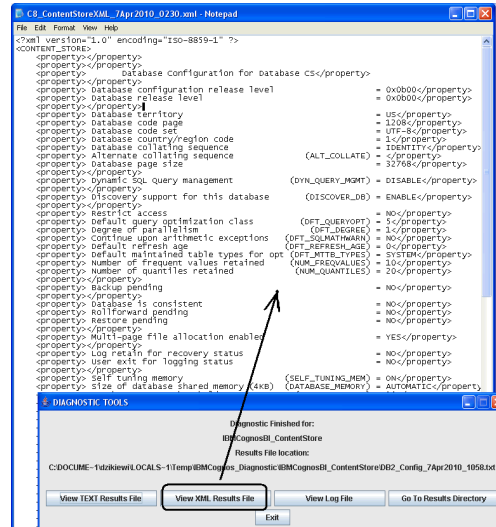 C8_ContentStoreXML_7Apr2010_0230.xml - Notepad
File Edit Format View Help
<?xml version="1.0" encoding="ISO-8859-1" ?>
<CONTENT_STORE>
<property></property>
<property> Database Configuration for Database CS</property>
<property></property>
<property> Database configuration release level = 0x0b00</property>
<property> Database release level = 0x0b00</property>
<property></property>
<property> Database territory = US</property>
<property> Database code page = 1208</property>
<property> Database code set = UTF-8</property>
<property> Database country/region code = 1</property>
<property> Database collating sequence = IDENTITY</property>
<property> Alternate collating sequence (ALT_COLLATE) = </property>
<property> Database page size = 32768</property>
<property></property>
<property> Dynamic SQL Query management (DYN_QUERY_MGMT) = DISABLE</property>
<property></property>
<property> Discovery support for this database (DISCOVER_DB) = ENABLE</property>
<property></property>
<property> Restrict access = NO</property>
<property> Default query optimization class (DFT_QUERYOPT) = 5</property>
<property> Degree of parallelism (DFT_DEGREE) = 1</property>
<property> Continue upon arithmetic exceptions (DFT_SQLMATHWARN) = NO</property>
<property> Default refresh age (DFT_REFRESH_AGE) = 0</property>
<property> Default maintained table types for opt (DFT_MTTB_TYPES) = SYSTEM</property>
<property> Number of frequent values retained (NUM_FREQVALUES) = 10</property>
<property> Number of quantiles retained (NUM_QUANTILES) = 20</property>
<property></property>
<property> Backup pending = NO</property>
<property></property>
<property> Database is consistent = NO</property>
<property> Rollforward pending = NO</property>
<property> Restore pending = NO</property>
<property></property>
<property> Multi-page file allocation enabled = YES</property>
<property></property>
<property> Log retain for recovery status = NO</property>
<property> User exit for logging status = NO</property>
<property></property>
<property> Self tuning memory (SELF_TUNING_MEM) = ON</property>
<property> Size of database shared memory (4KB) (DATABASE_MEMORY) = AUTOMATIC</property
DIAGNOSTIC TOOLS
Diagnostic Finished for:
IBMCognosBI_ContentStore
Results File location:
C:\DOCUME~1\dzikiewi\LOCALS~1\Temp\IBMCognos_Diagnostic\IBMCognosBI_ContentStore\DB2_Config_7Apr2010_1058.txt
View TEXT Results File View XML Results File View Log File Go To Results Directory
Exit